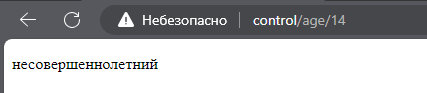 Небезопасно control/age/14
несовершеннолетний